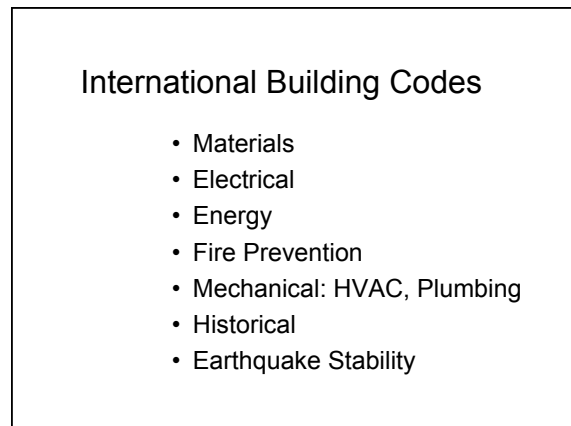 International Building Codes
• Materials
• Electrical
• Energy
• Fire Prevention
• Mechanical: HVAC, Plumbing
• Historical
• Earthquake Stability